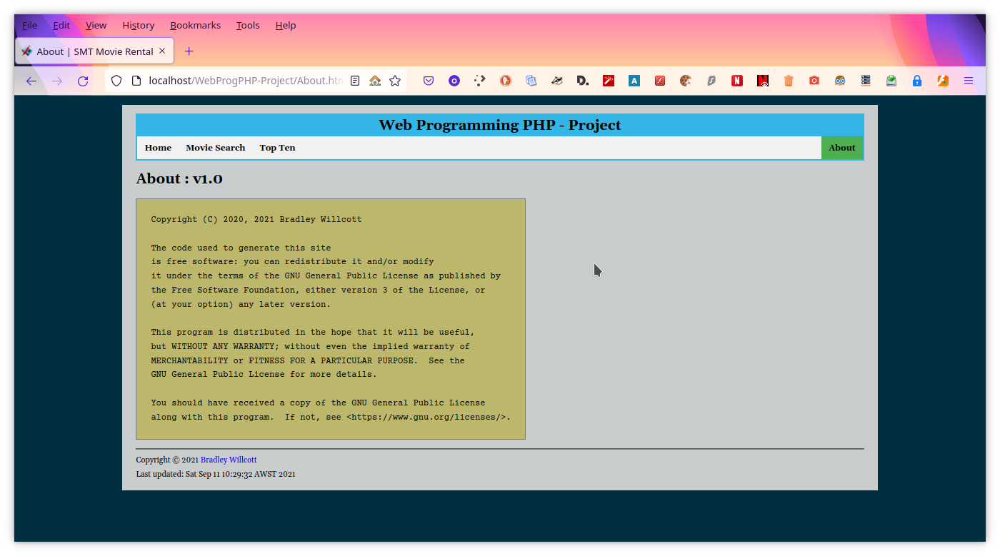 File Edit View History Bookmarks Tools Help
About | SMT Movie Rental
localhost/WebProgPHP-Project/About.htm
Web Programming PHP - Project
Home Movie Search Top Ten About
About : v1.0
Copyright (C) 2020, 2021 Bradley Willcott
The code used to generate this site
is free software: you can redistribute it and/or modify
it under the terms of the GNU General Public License as published by
the Free Software Foundation, either version 3 of the License, or
(at your option) any later version.
This program is distributed in the hope that it will be useful,
but WITHOUT ANY WARRANTY; without even the implied warranty of
MERCHANTABILITY or FITNESS FOR A PARTICULAR PURPOSE.  See the
GNU General Public License for more details.
You should have received a copy of the GNU General Public License
along with this program.  If not, see <https://www.gnu.org/licenses/>.
Copyright © 2021 Bradley Willcott
Last updated: Sat Sep 11 10:29:32 AWST 2021